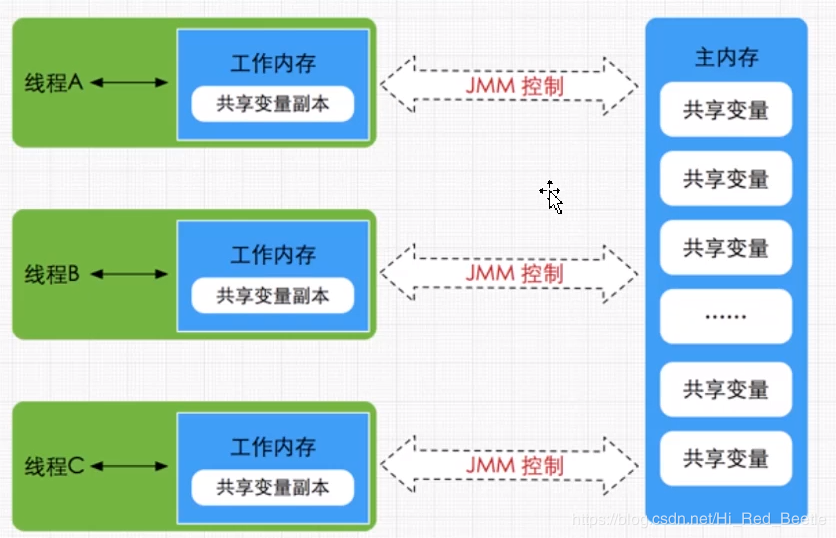 线程A
工作内存
共享变量副本
JMM 控制
主内存
共享变量
共享变量
共享变量
······
共享变量
共享变量
线程B
工作内存
共享变量副本
JMM 控制
线程C
工作内存
共享变量副本
JMM 控制
https://blog.csdn.net/Hi_Red_Beetle